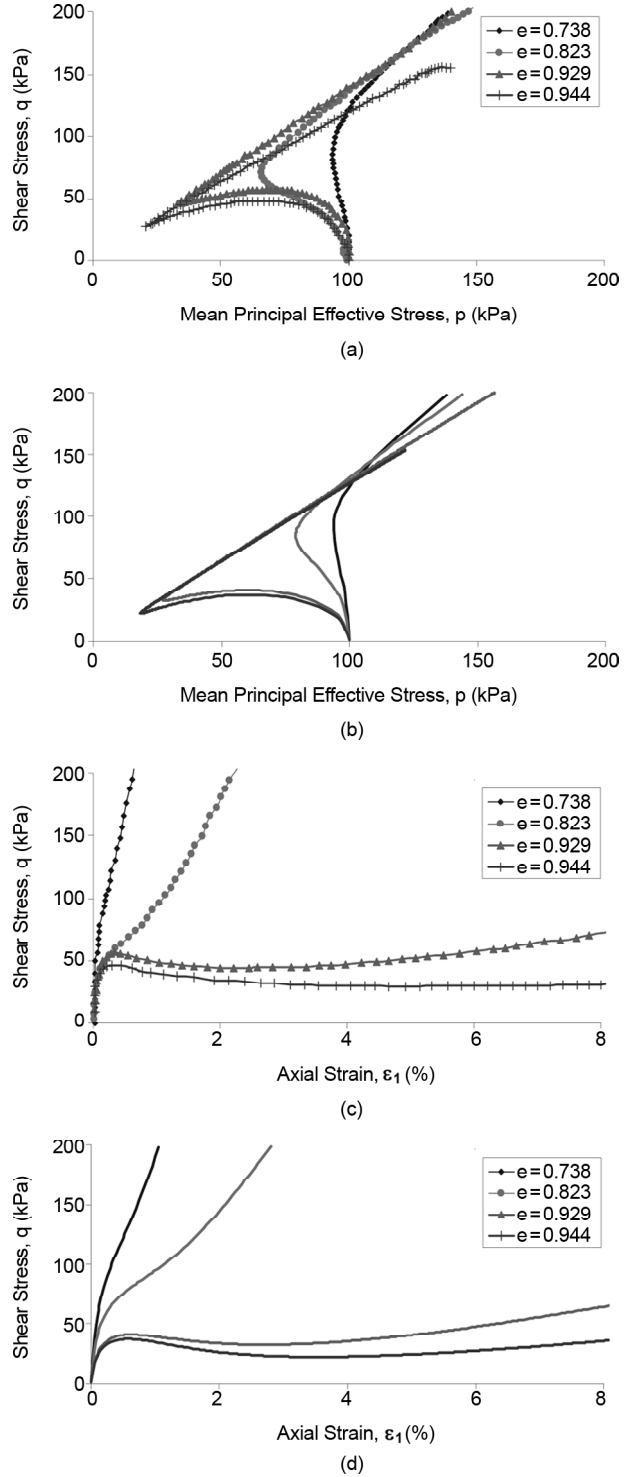 200
150
100
50
0
Shear Stress, q (kPa)
e=0.738
e=0.823
e=0.929
e=0.944
0 50 100 150 200
Mean Principal Effective Stress, p (kPa)
(a)
200
150
100
50
0
Shear Stress, q (kPa)
0 50 100 150 200
Mean Principal Effective Stress, p (kPa)
(b)
200
150
100
50
0
Shear Stress, q (kPa)
e=0.738
e=0.823
e=0.929
e=0.944
0 2 4 6 8
Axial Strain, ε1 (%)
(c)
200
150
100
50
0
Shear Stress, q (kPa)
e=0.738
e=0.823
e=0.929
e=0.944
0 2 4 6 8
Axial Strain, ε1 (%)
(d)